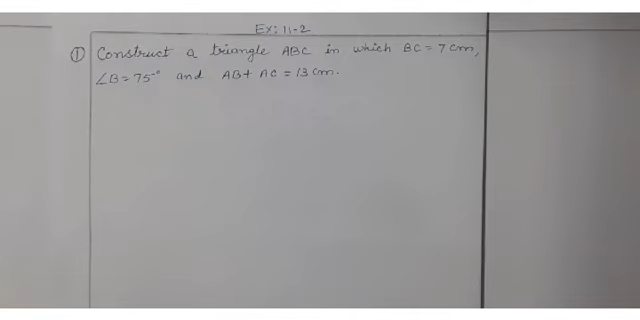 Ex: 11-2
① Construct a triangle ABC in which BC = 7 cm,
∠B = 75° and AB + AC = 13 cm.